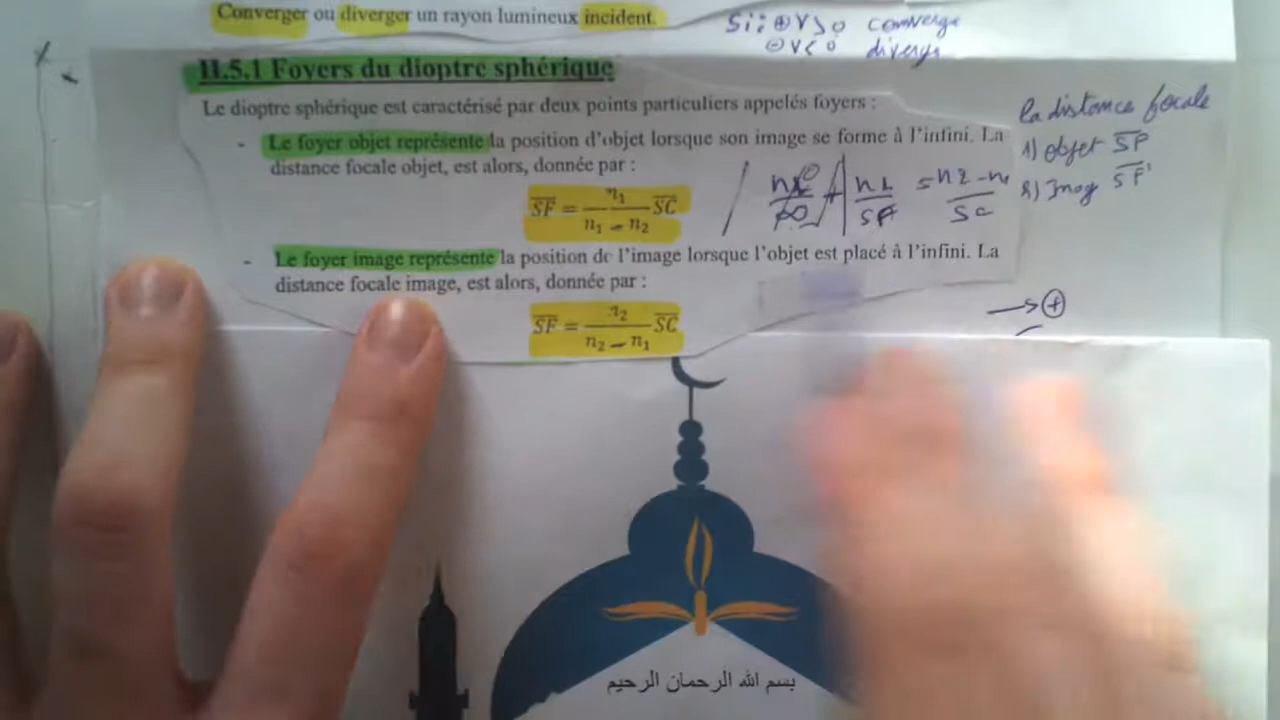 Converger ou diverger un rayon lumineux incident.
Si: ⊕ V>0 converge
⊖ V<0 diverge
II.5.1 Foyers du dioptre sphérique
Le dioptre sphérique est caractérisé par deux points particuliers appelés foyers :
- Le foyer objet représente la position d'objet lorsque son image se forme à l'infini. La
distance focale objet, est alors, donnée par :
SF = n1 / (n1 - n2) SC
- Le foyer image représente la position de l'image lorsque l'objet est placé à l'infini. La
distance focale image, est alors, donnée par :
SF = n2 / (n2 - n1) SC
la distance focale
1) objet SF
2) Imag SF'
→ ⊕
بسم الله الرحمان الرحيم